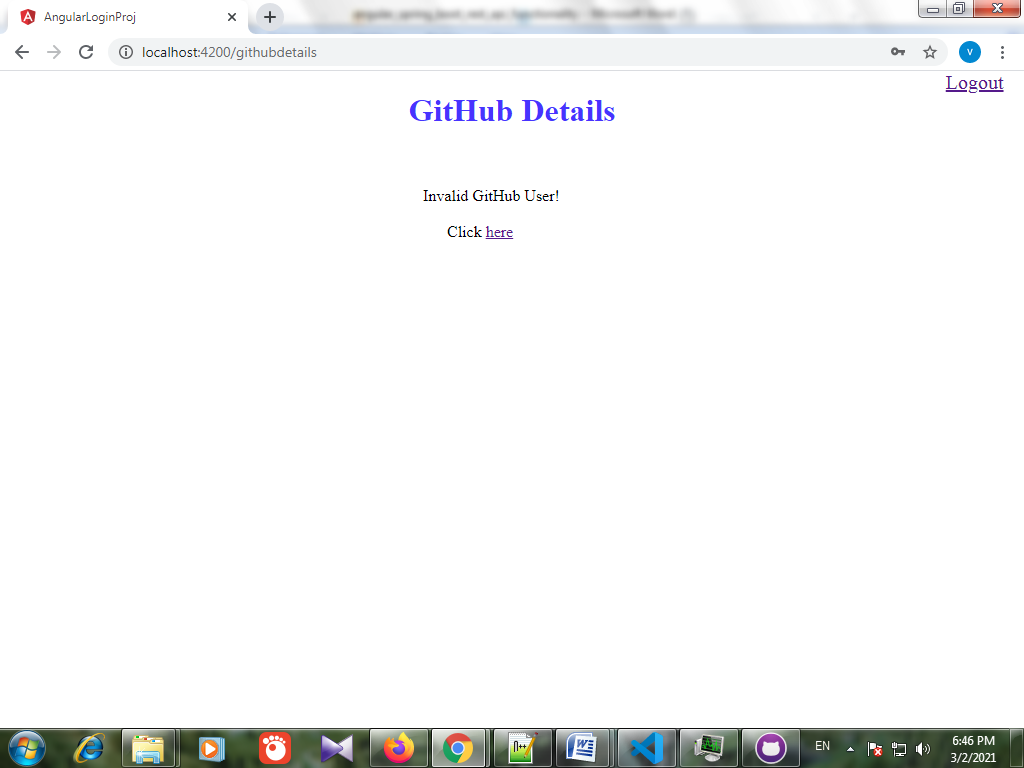 AngularLoginProj
localhost:4200/githubdetails
V
Logout
GitHub Details
Invalid GitHub User!
Click here
EN
6:46 PM
3/2/2021